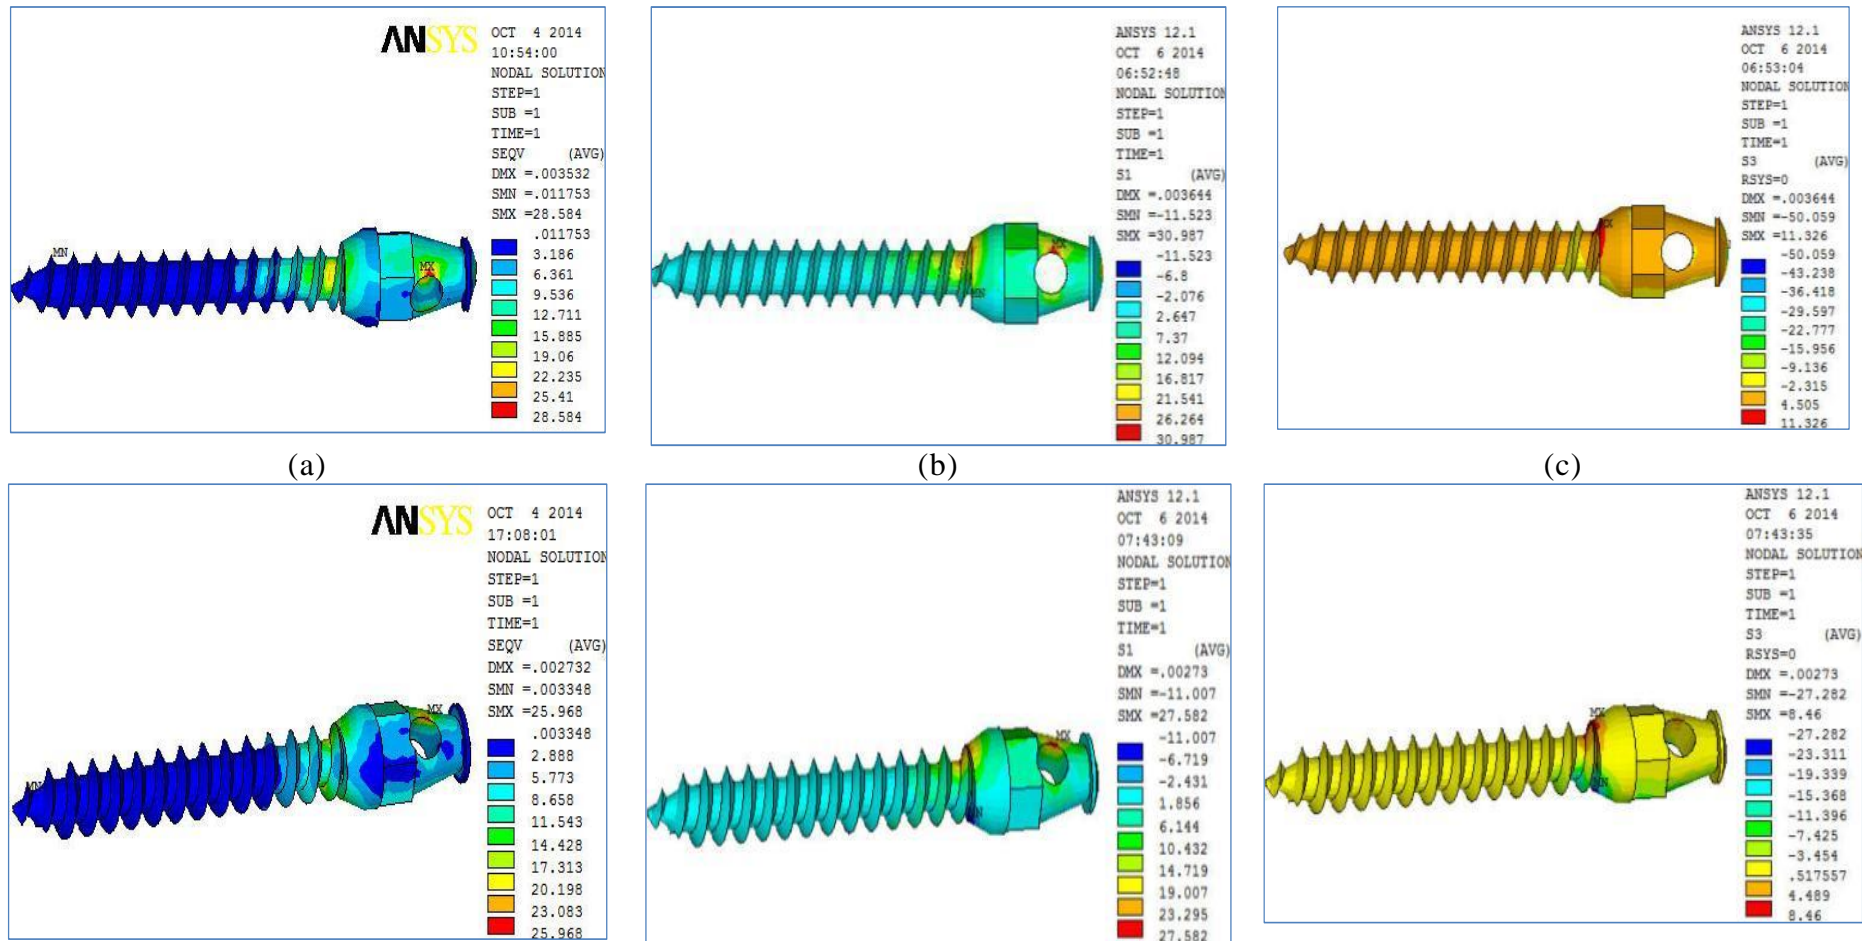 ANSYS
OCT 4 2014
10:54:00
NODAL SOLUTION
STEP=1
SUB =1
TIME=1
SEQV (AVG)
DMX =.003532
SMN =.011753
SMX =28.584
.011753
3.186
6.361
9.536
12.711
15.885
19.06
22.235
25.41
28.584
MN
MX
(a)
ANSYS 12.1
OCT 6 2014
06:52:48
NODAL SOLUTION
STEP=1
SUB =1
TIME=1
S1 (AVG)
DMX =.003644
SMN =-11.523
SMX =30.987
-11.523
-6.8
-2.076
2.647
7.37
12.094
16.817
21.541
26.264
30.987
MX
MN
(b)
ANSYS 12.1
OCT 6 2014
06:53:04
NODAL SOLUTION
STEP=1
SUB =1
TIME=1
S3 (AVG)
RSYS=0
DMX =.003644
SMN =-50.059
SMX =11.326
-50.059
-43.238
-36.418
-29.597
-22.777
-15.956
-9.136
-2.315
4.505
11.326
MX
(c)
ANSYS
OCT 4 2014
17:08:01
NODAL SOLUTION
STEP=1
SUB =1
TIME=1
SEQV (AVG)
DMX =.002732
SMN =.003348
SMX =25.968
.003348
2.888
5.773
8.658
11.543
14.428
17.313
20.198
23.083
25.968
MX
MN
ANSYS 12.1
OCT 6 2014
07:43:09
NODAL SOLUTION
STEP=1
SUB =1
TIME=1
S1 (AVG)
DMX =.00273
SMN =-11.007
SMX =27.582
-11.007
-6.719
-2.431
1.856
6.144
10.432
14.719
19.007
23.295
27.582
MX
MN
ANSYS 12.1
OCT 6 2014
07:43:35
NODAL SOLUTION
STEP=1
SUB =1
TIME=1
S3 (AVG)
RSYS=0
DMX =.00273
SMN =-27.282
SMX =8.46
-27.282
-23.311
-19.339
-15.368
-11.396
-7.425
-3.454
.517557
4.489
8.46
MX
MN